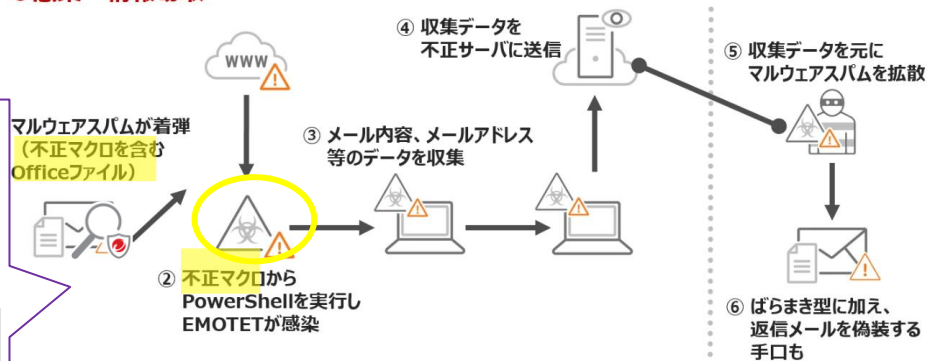 WWW
マルウェアスパムが着弾
（不正マクロを含む
Officeファイル）
② 不正マクロから
PowerShellを実行し
EMOTETが感染
③ メール内容、メールアドレス
等のデータを収集
④ 収集データを
不正サーバに送信
⑤ 収集データを元に
マルウェアスパムを拡散
⑥ ばらまき型に加え、
返信メールを偽装する
手口も